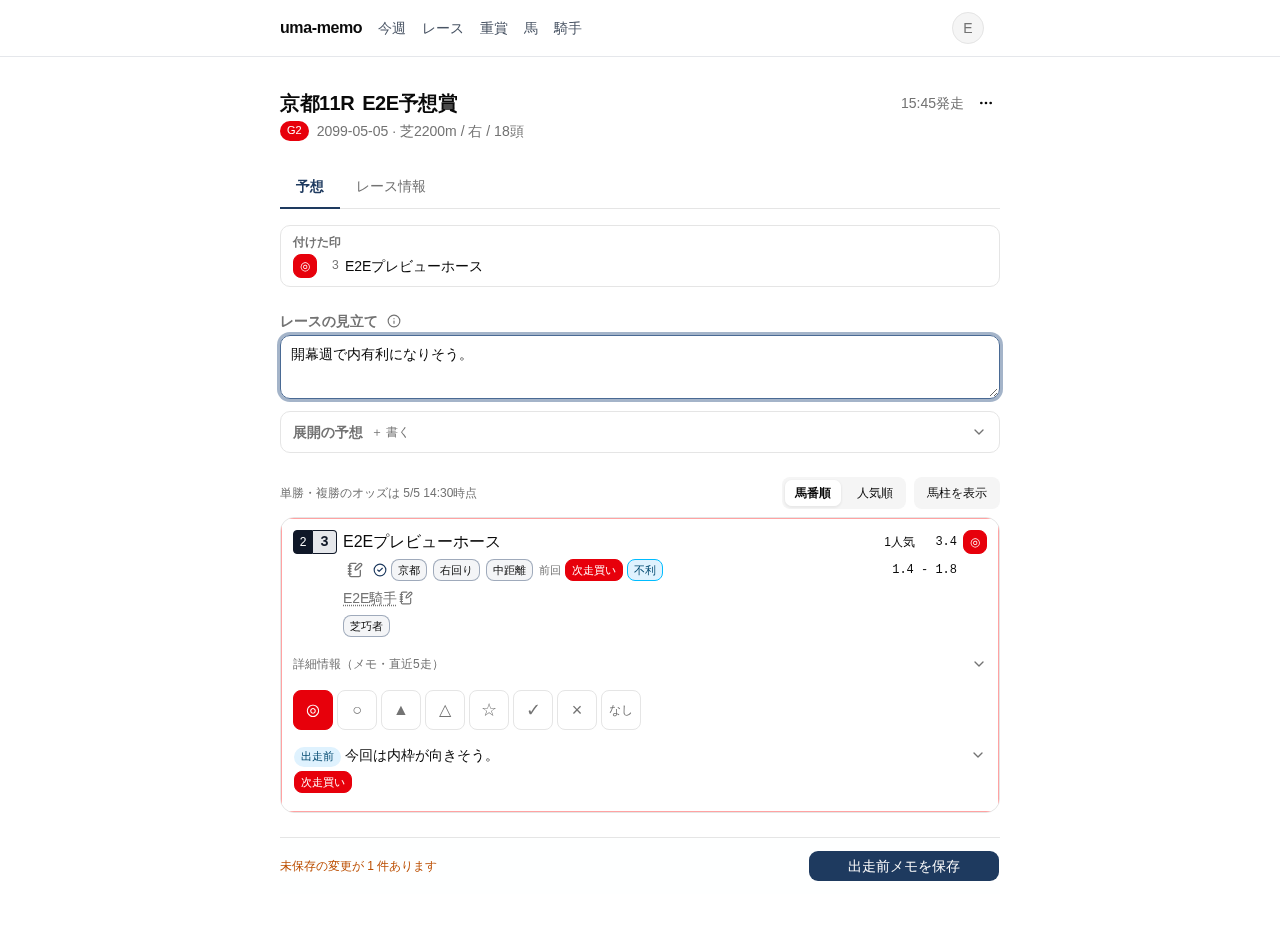 uma-memo 今週 レース 重賞 馬 騎手 E
京都11R E2E予想賞 15:45発走 …
G2 2099-05-05 · 芝2200m / 右 / 18頭
予想 レース情報
付けた印
◎ 3 E2Eプレビューホース
レースの見立て
開幕週で内有利になりそう。
展開の予想 + 書く
単勝・複勝のオッズは 5/5 14:30時点 馬番順 人気順 馬柱を表示
2 3 E2Eプレビューホース 1人気 3.4 ◎
京都 右回り 中距離 前回 次走買い 不利 1.4 - 1.8
E2E騎手
芝巧者
詳細情報（メモ・直近5走）
◎ ○ ▲ △ ☆ ✓ × なし
出走前 今回は内枠が向きそう。
次走買い
未保存の変更が 1 件あります 出走前メモを保存